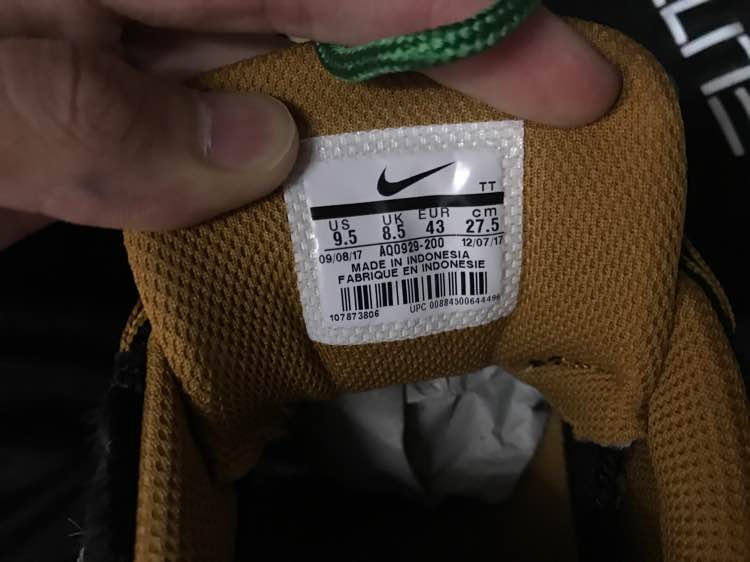 ELITE
TT
US UK EUR cm
9.5 8.5 43 27.5
09/08/17 AQ0929-200 12/07/17
MADE IN INDONESIA
FABRIQUE EN INDONESIE
107873806 UPC 00884500644496